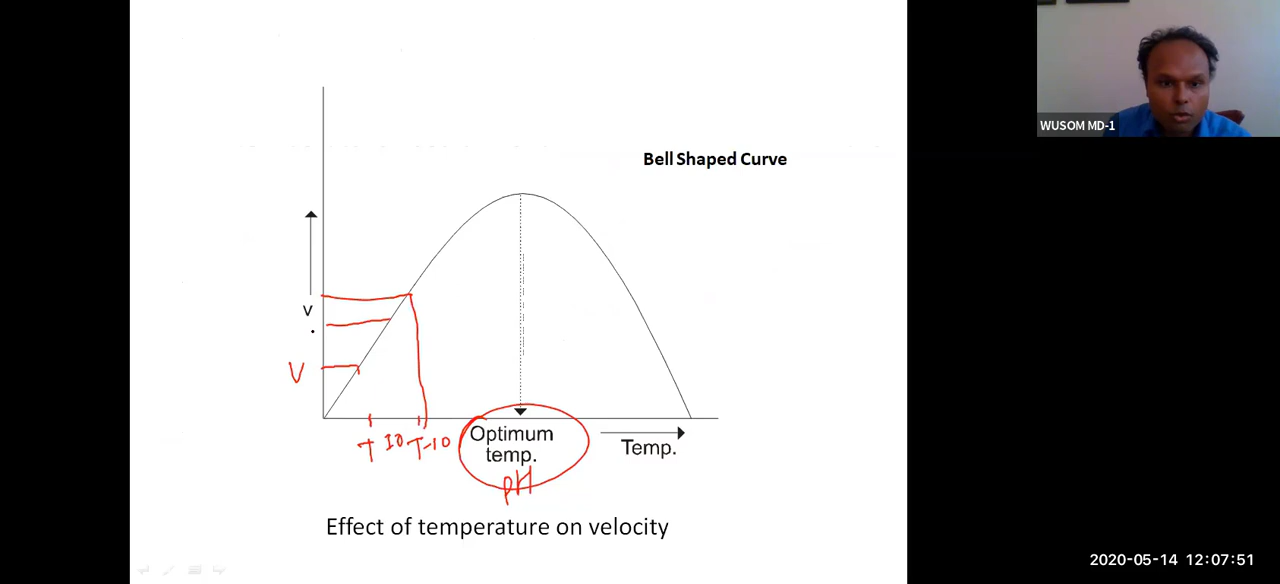 WUSOM MD-1
Bell Shaped Curve
v
V
T 10 T-10
Optimum
temp.
pH
Temp.
Effect of temperature on velocity
2020-05-14 12:07:51